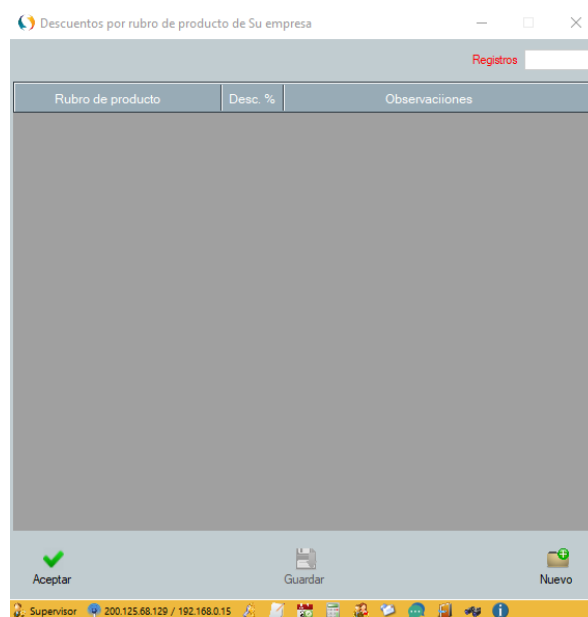 Descuentos por rubro de producto de Su empresa
Registros
Rubro de producto Desc. % Observaciiones
Aceptar Guardar Nuevo
Supervisor 200.125.68.129 / 192.168.0.15